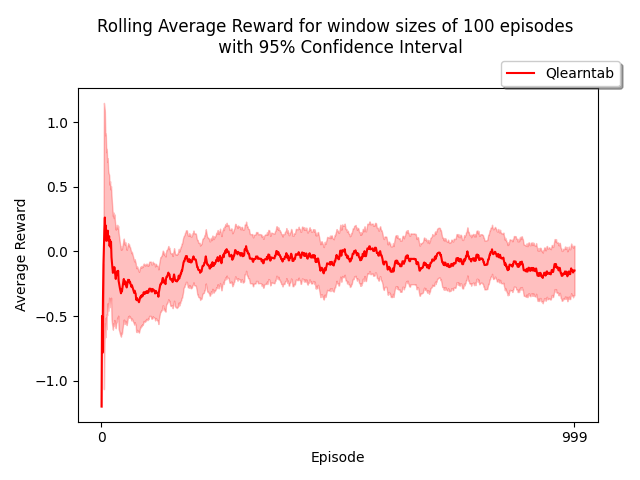 Rolling Average Reward for window sizes of 100 episodes
with 95% Confidence Interval
Qlearntab
1.0
0.5
0.0
−0.5
−1.0
Average Reward
0
999
Episode